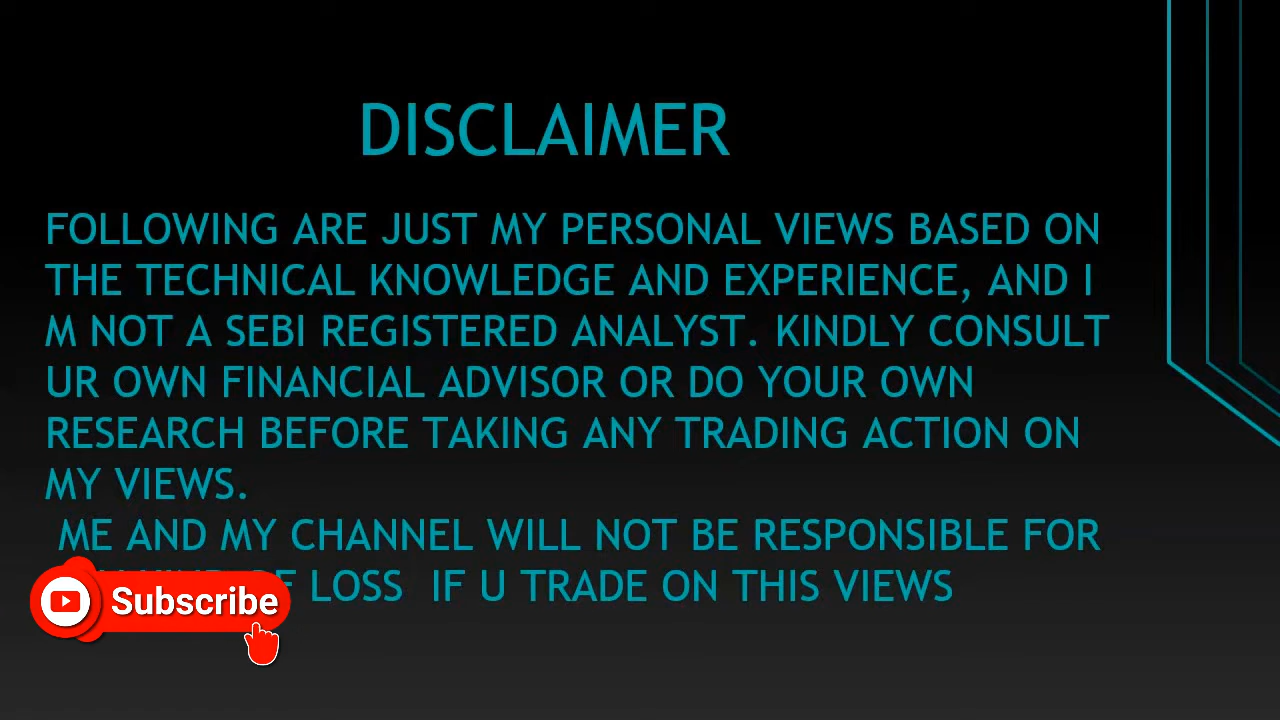 DISCLAIMER
FOLLOWING ARE JUST MY PERSONAL VIEWS BASED ON
THE TECHNICAL KNOWLEDGE AND EXPERIENCE, AND I
M NOT A SEBI REGISTERED ANALYST. KINDLY CONSULT
UR OWN FINANCIAL ADVISOR OR DO YOUR OWN
RESEARCH BEFORE TAKING ANY TRADING ACTION ON
MY VIEWS.
ME AND MY CHANNEL WILL NOT BE RESPONSIBLE FOR
LOSS IF U TRADE ON THIS VIEWS
Subscribe